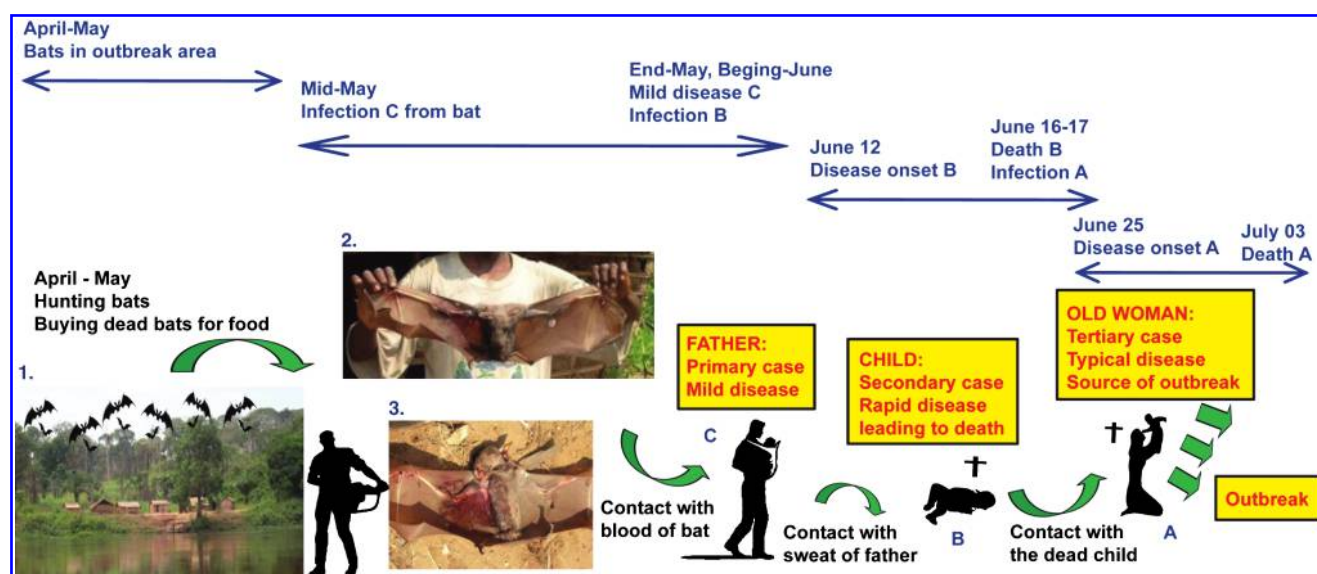 April-May
Bats in outbreak area
Mid-May
Infection C from bat
End-May, Beging-June
Mild disease C
Infection B
June 12
Disease onset B
June 16-17
Death B
Infection A
June 25
Disease onset A
July 03
Death A
April - May
Hunting bats
Buying dead bats for food
1.
2.
3.
Contact with
blood of bat
FATHER:
Primary case
Mild disease
C
Contact with
sweat of father
CHILD:
Secondary case
Rapid disease
leading to death
B
Contact with
the dead child
OLD WOMAN:
Tertiary case
Typical disease
Source of outbreak
A
Outbreak